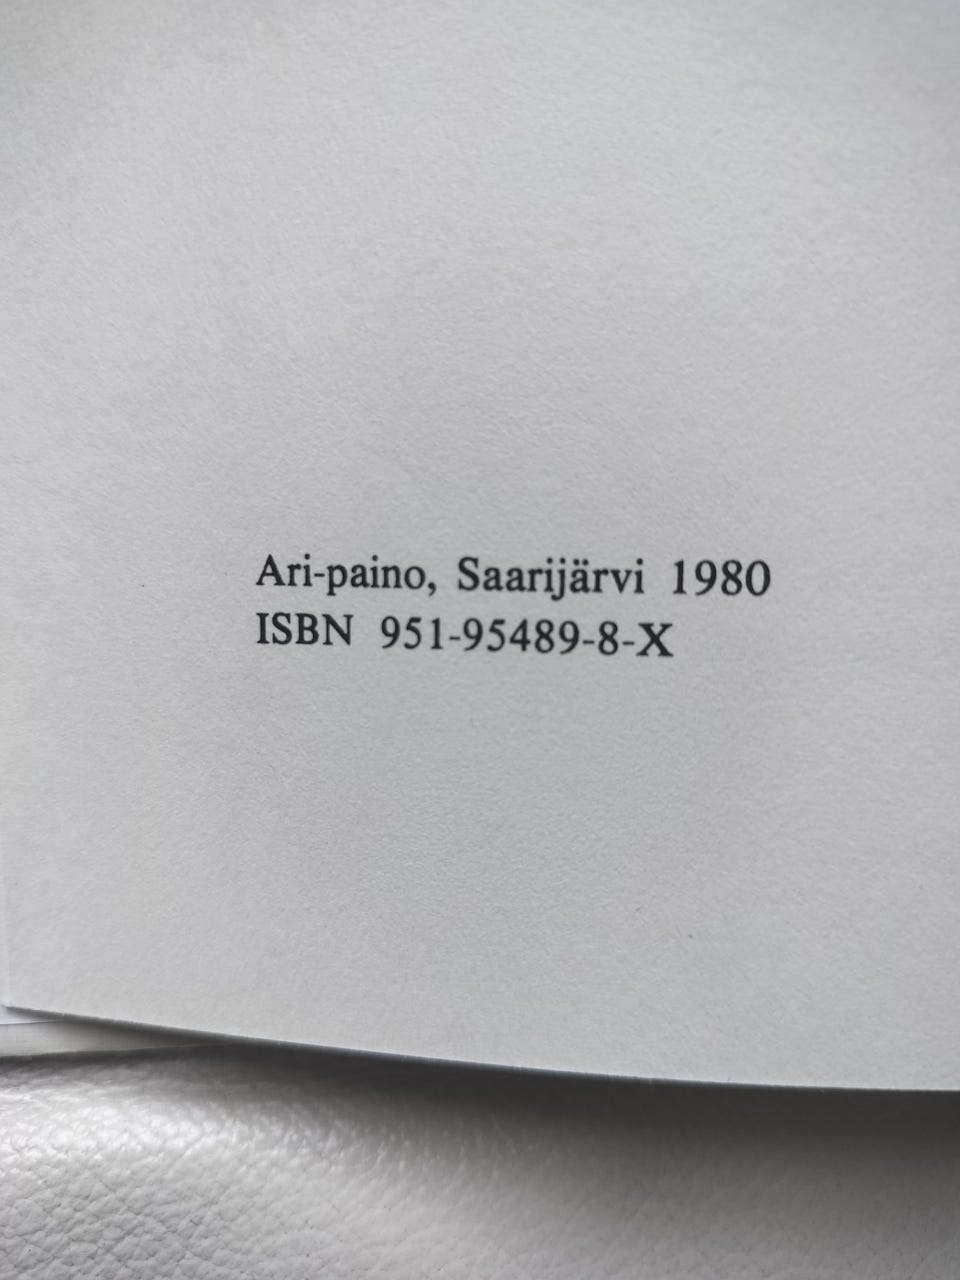 Ari-paino, Saarijärvi 1980
ISBN 951-95489-8-X